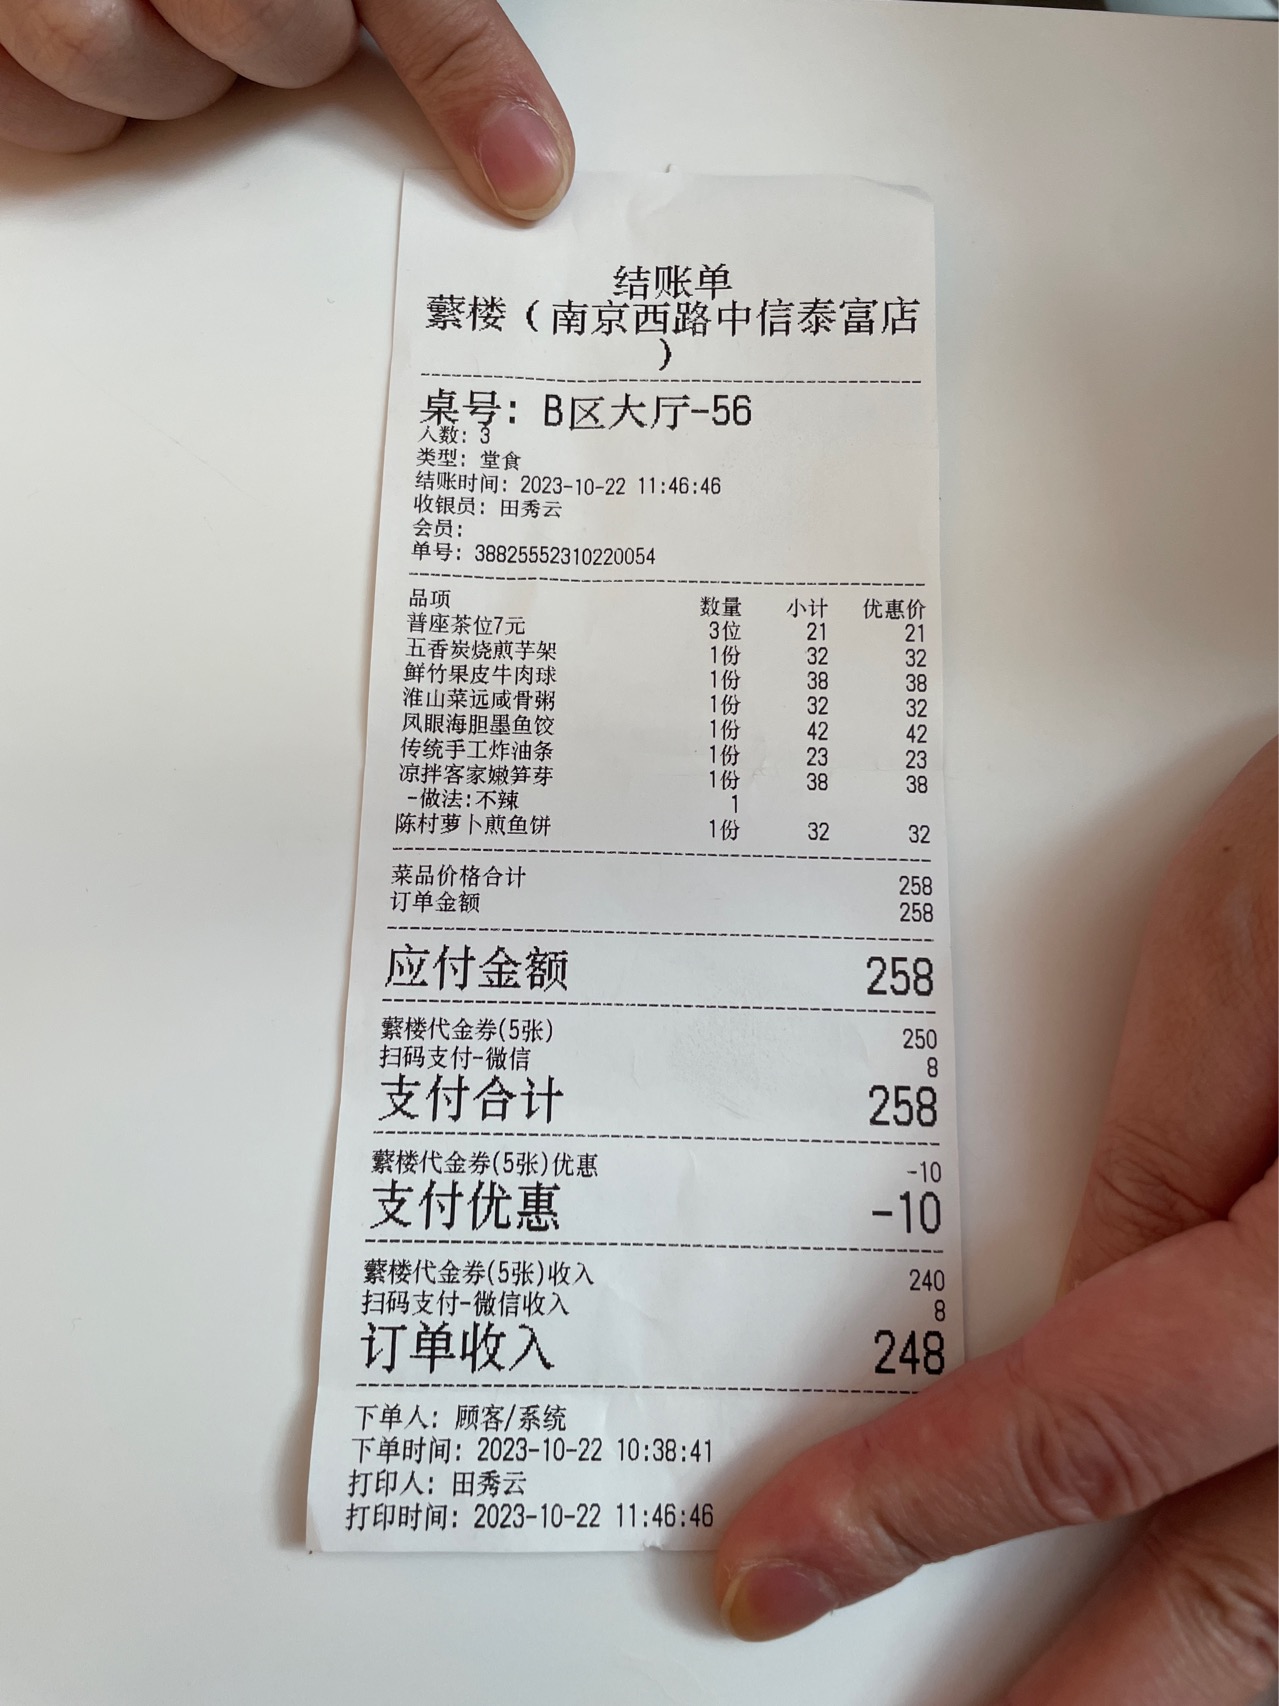 结账单
蘩楼（南京西路中信泰富店
）
桌号: B区大厅-56
人数: 3
类型: 堂食
结账时间: 2023-10-22 11:46:46
收银员: 田秀云
会员:
单号: 38825552310220054
品项 数量 小计 优惠价
普座茶位7元 3位 21 21
五香炭烧煎芋架 1份 32 32
鲜竹果皮牛肉球 1份 38 38
淮山菜远咸骨粥 1份 32 32
凤眼海胆墨鱼饺 1份 42 42
传统手工炸油条 1份 23 23
凉拌客家嫩笋芽 1份 38 38
-做法:不辣 1
陈村萝卜煎鱼饼 1份 32 32
菜品价格合计 258
订单金额 258
应付金额 258
蘩楼代金券(5张) 250
扫码支付-微信 8
支付合计 258
蘩楼代金券(5张)优惠 -10
支付优惠 -10
蘩楼代金券(5张)收入 240
扫码支付-微信收入 8
订单收入 248
下单人: 顾客/系统
下单时间: 2023-10-22 10:38:41
打印人: 田秀云
打印时间: 2023-10-22 11:46:46